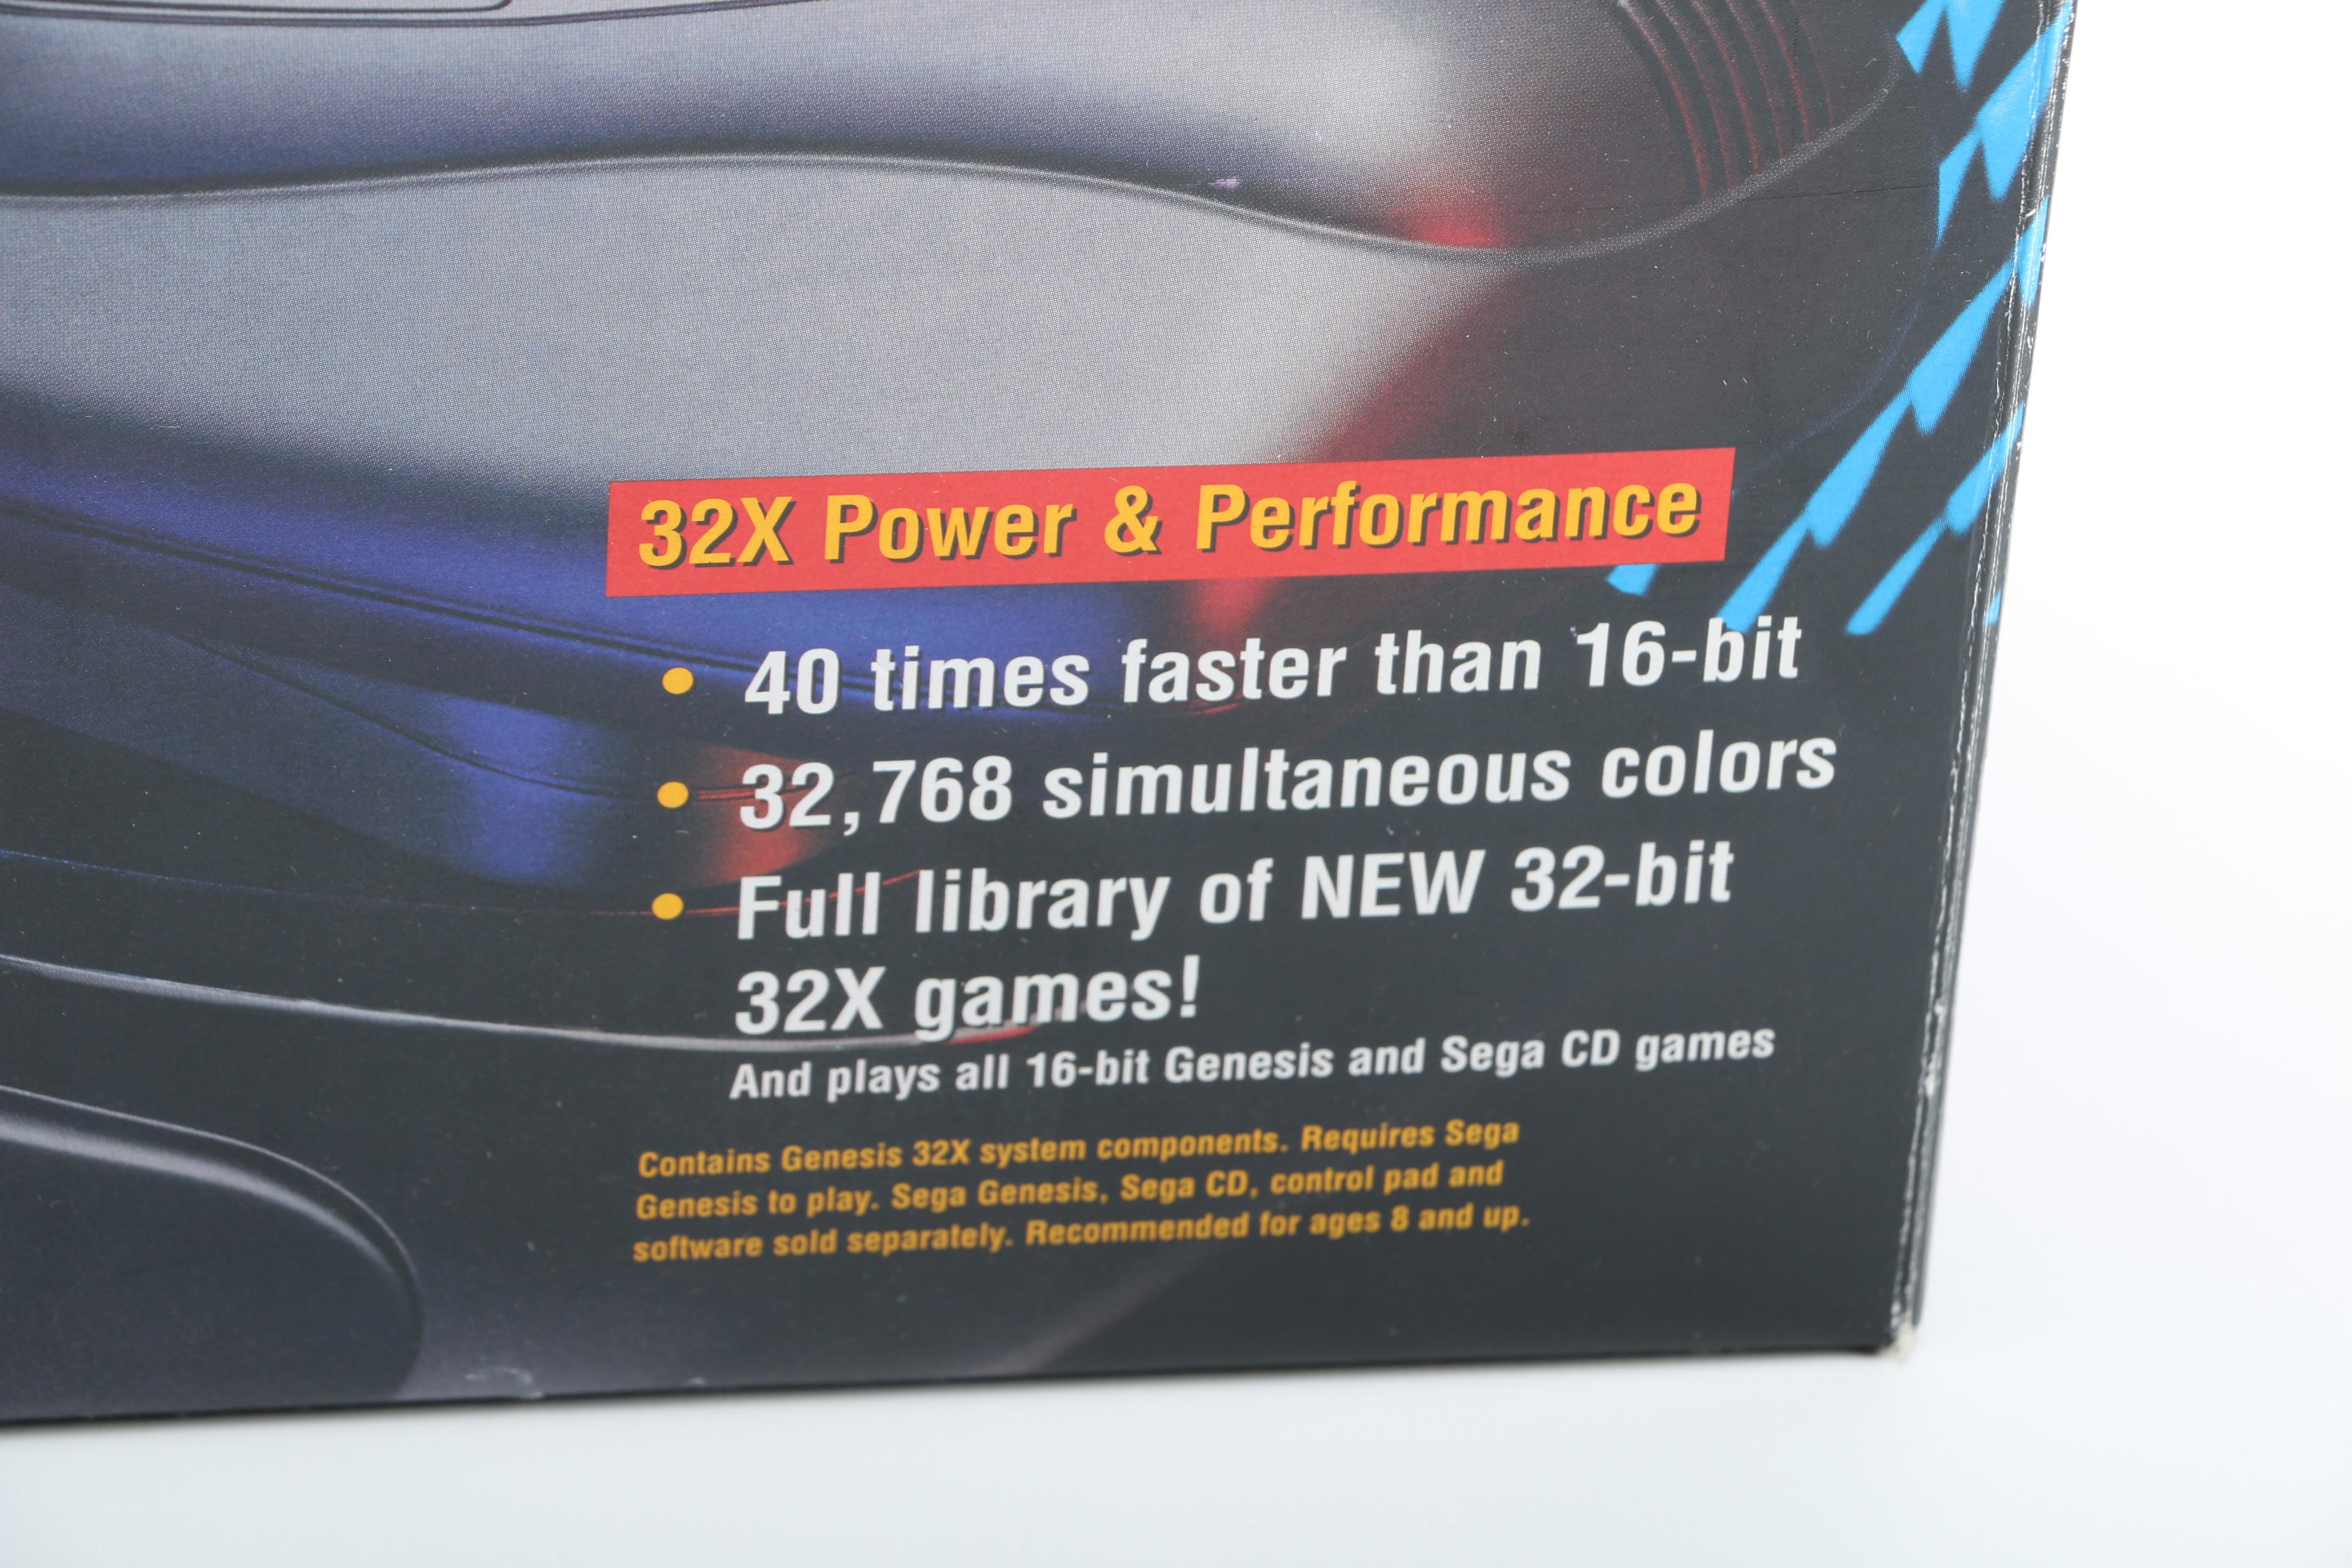 32X Power & Performance
• 40 times faster than 16-bit
• 32,768 simultaneous colors
• Full library of NEW 32-bit
32X games!
And plays all 16-bit Genesis and Sega CD games
Contains Genesis 32X system components. Requires Sega
Genesis to play. Sega Genesis, Sega CD, control pad and
software sold separately. Recommended for ages 8 and up.